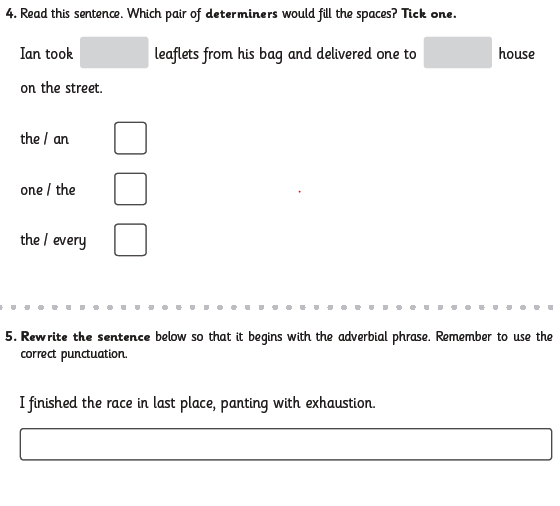 4. Read this sentence. Which pair of determiners would fill the spaces? Tick one.
Ian took leaflets from his bag and delivered one to house
on the street.
the / an
one / the
the / every
5. Rewrite the sentence below so that it begins with the adverbial phrase. Remember to use the
correct punctuation.
I finished the race in last place, panting with exhaustion.